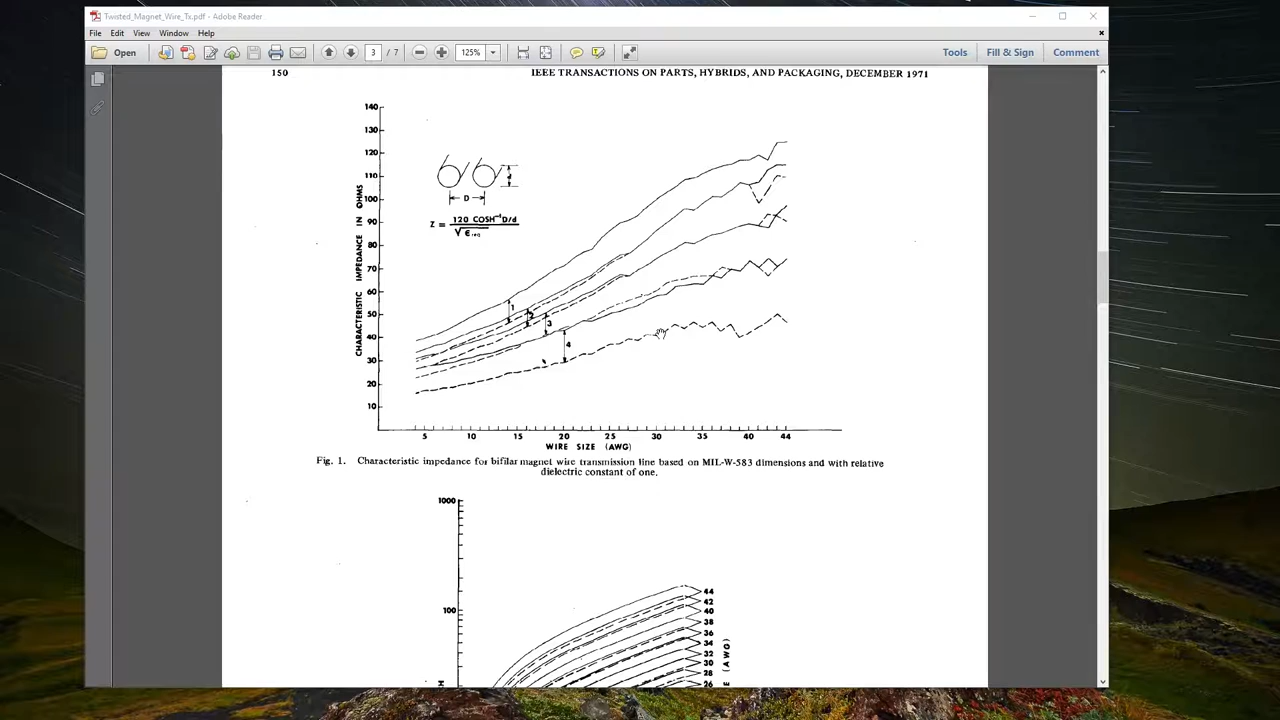 Twisted_Magnet_Wire_Tx.pdf - Adobe Reader
File Edit View Window Help
Open 3 / 7 125% Tools Fill & Sign Comment
150 IEEE TRANSACTIONS ON PARTS, HYBRIDS, AND PACKAGING, DECEMBER 1971
140
130
120
110
100
90
80
70
60
50
40
30
20
10
CHARACTERISTIC IMPEDANCE IN OHMS
d
D
Z = 120 COSH⁻¹D/d
√ϵreq
1
2
3
4
5 10 15 20 25 30 35 40 44
WIRE SIZE (AWG)
Fig. 1. Characteristic impedance for bifilar magnet wire transmission line based on MIL-W-583 dimensions and with relative
dielectric constant of one.
1000
100
44
42
40
38
36
34
32
30
28
26
E (AWG)
H